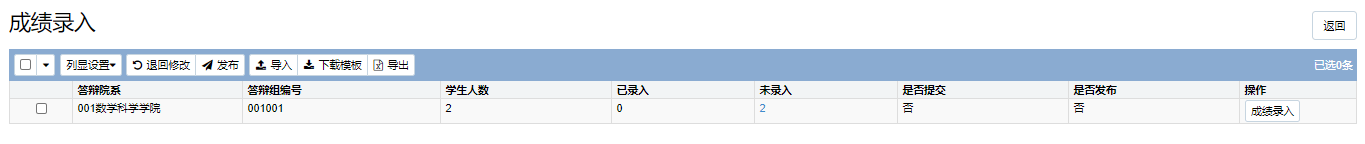 成绩录入
返回
列显设置 退回修改 发布 导入 下载模板 导出 已选0条
答辩院系 答辩组编号 学生人数 已录入 未录入 是否提交 是否发布 操作
001数学科学学院 001001 2 0 2 否 否 成绩录入